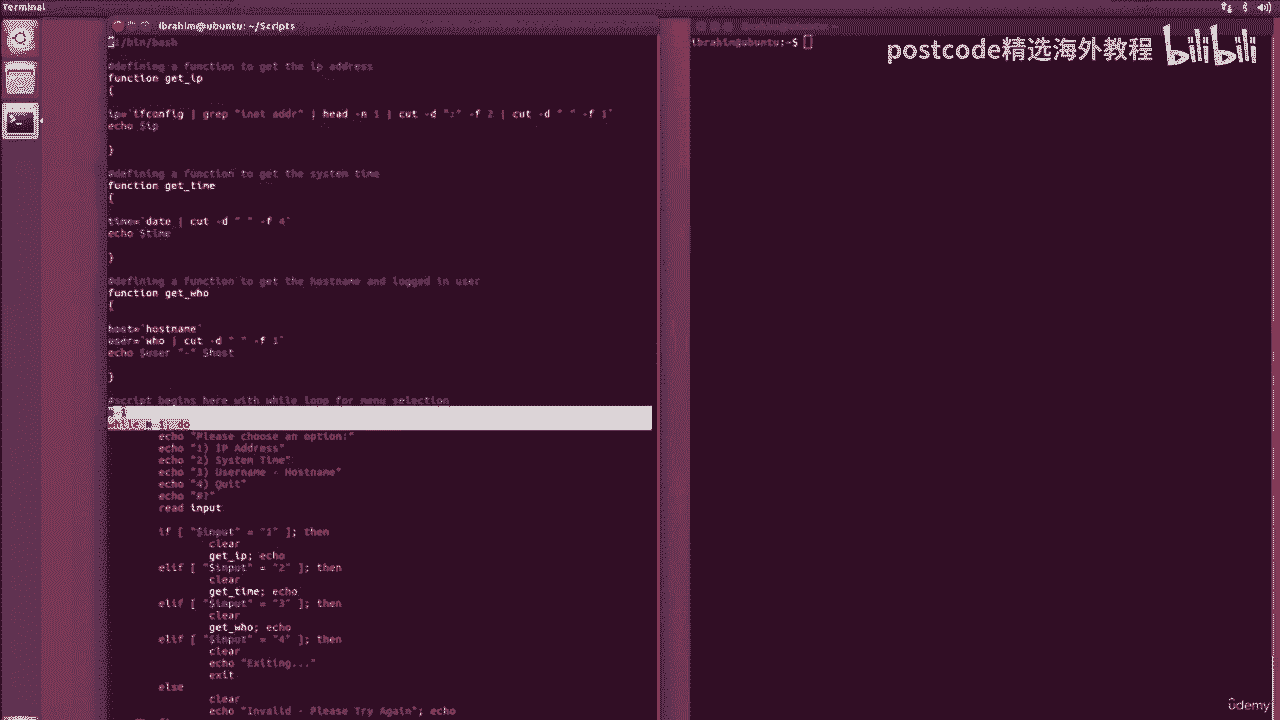 Terminal
ibrahim@ubuntu: ~/Scripts
#!/bin/bash
#defining a function to get the ip address
function get_ip
{
ip=`ifconfig | grep "inet addr" | head -n 1 | cut -d ":" -f 2 | cut -d " " -f 1`
echo $ip
}
#defining a function to get the system time
function get_time
{
time=`date | cut -d " " -f 4`
echo $time
}
#defining a function to get the hostname and logged in user
function get_who
{
host=`hostname`
user=`who | cut -d " " -f 1`
echo $user "-" $host
}
#script begins here with while loop for menu selection
echo "Please choose an option:"
echo "1) IP Address"
echo "2) System Time"
echo "3) Username - Hostname"
echo "4) Quit"
echo "#?"
read input
if [ "$input" = "1" ]; then
clear
get_ip; echo
elif [ "$input" = "2" ]; then
clear
get_time; echo
elif [ "$input" = "3" ]; then
clear
get_who; echo
elif [ "$input" = "4" ]; then
clear
echo "Exiting..."
exit
else
clear
echo "Invalid - Please Try Again"; echo
ibrahim@ubuntu:~$
postcode精选海外教程 bilibili
ûdemy